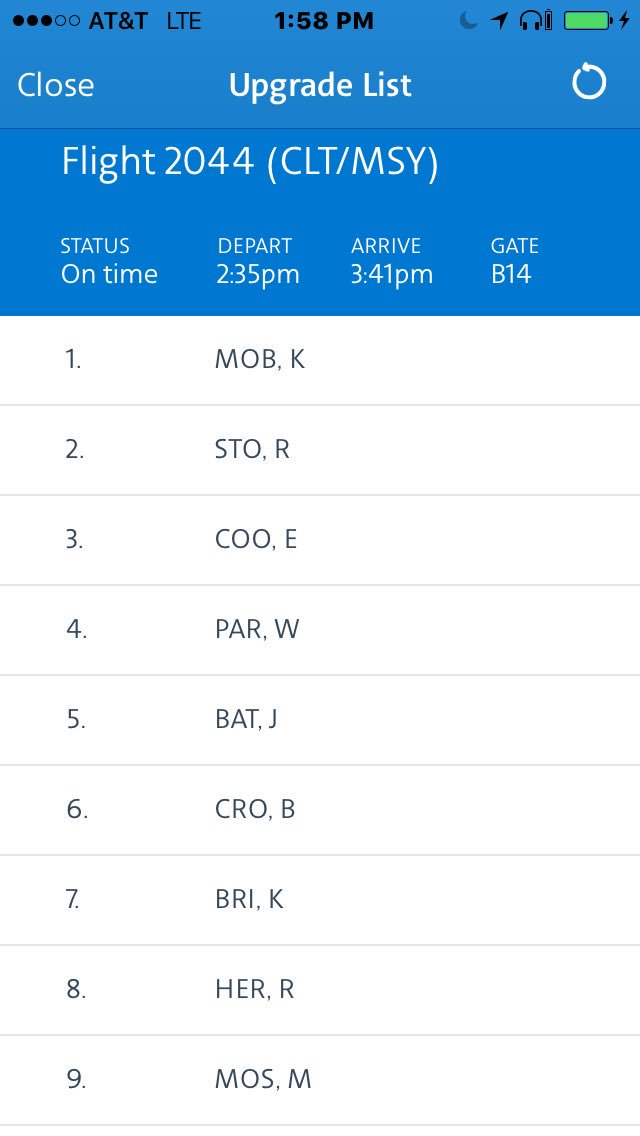 AT&T LTE 1:58 PM
Close Upgrade List
Flight 2044 (CLT/MSY)
STATUS DEPART ARRIVE GATE
On time 2:35pm 3:41pm B14
1. MOB, K
2. STO, R
3. COO, E
4. PAR, W
5. BAT, J
6. CRO, B
7. BRI, K
8. HER, R
9. MOS, M